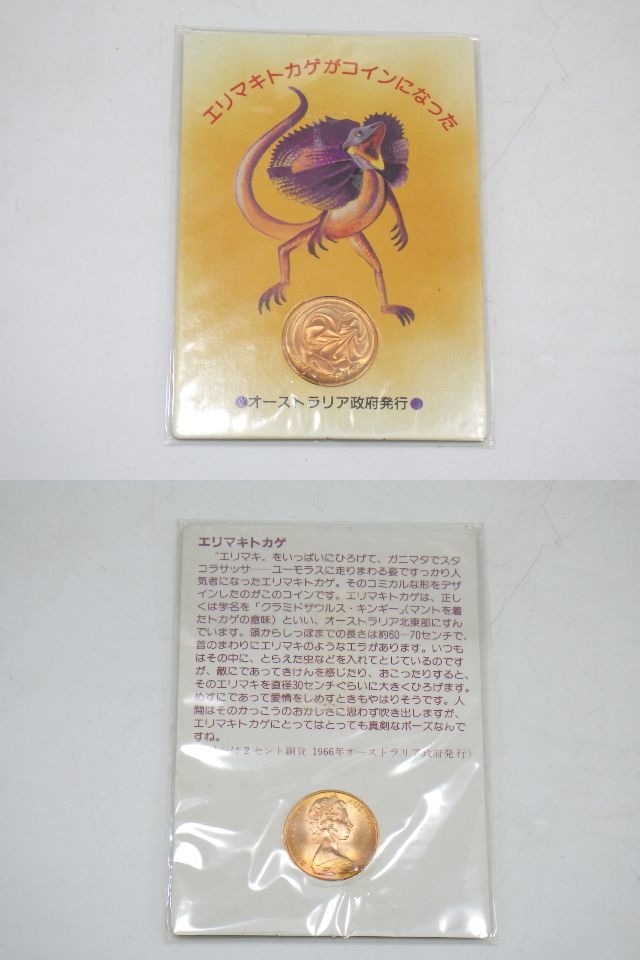 エリマキトカゲがコインになった
●オーストラリア政府発行●
エリマキトカゲ
"エリマキ〟をいっぱいにひろげて、ガニマタでスタ
コラサッサ――ユーモラスに走りまわる姿ですっかり人
気者になったエリマキトカゲ。そのコミカルな形をデザ
インしたのがこのコインです。エリマキトカゲは、正し
くは学名を「クラミドザウルス・キンギー」(マントを着
たトカゲの意味)といい、オーストラリア北東部にすん
でいます。頭からしっぽまでの長さは約60―70センチで、
首のまわりにエリマキのようなエラがあります。いつも
はその中に、とらえた虫などを入れてとじているのです
が、敵にであってきけんを感じたり、おこったりすると、
そのエリマキを直径30センチぐらいに大きくひろげます。
めすにであって愛情をしめすときもやはりそうです。人
間はそのかっこうのおかしさに思わず吹き出しますが、
エリマキトカゲにとってはとっても真剣なポーズなんで
すね。
は2セント銅貨 1966年オーストラリア政府発行)